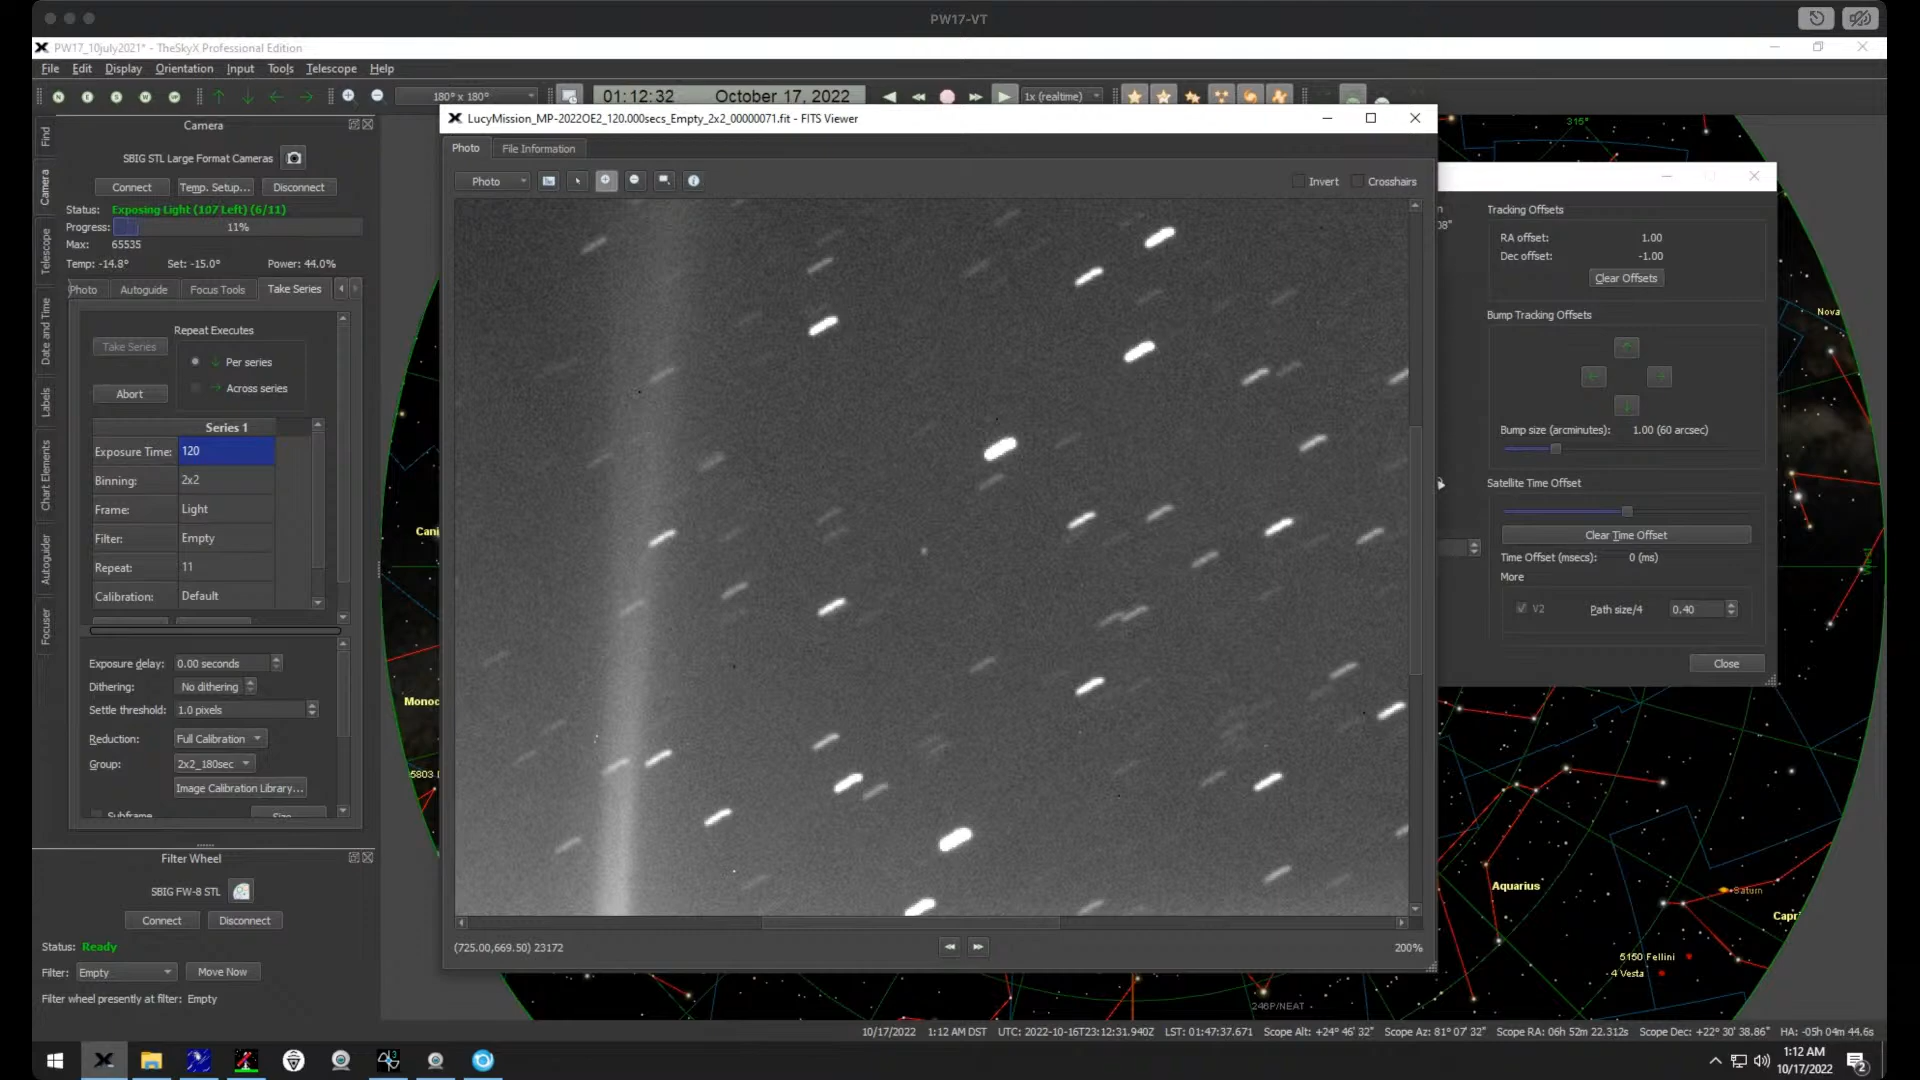 PW17-VT
PW17_10july2021* - TheSkyX Professional Edition
File Edit Display Orientation Input Tools Telescope Help
180° x 180° 01:12:32 October 17, 2022 1x (realtime)
Find
Camera
Telescope
Date and Time
Labels
Chart Elements
Autoguider
Focuser
Camera
SBIG STL Large Format Cameras
Connect Temp. Setup... Disconnect
Status: Exposing Light (107 Left) (6/11)
Progress: 11%
Max: 65535
Temp: -14.8° Set: -15.0° Power: 44.0%
Photo Autoguide Focus Tools Take Series
Repeat Executes
Take Series
Per series
Abort
Across series
Series 1
Exposure Time: 120
Binning: 2x2
Frame: Light
Filter: Empty
Repeat: 11
Calibration: Default
Exposure delay: 0.00 seconds
Dithering: No dithering
Settle threshold: 1.0 pixels
Reduction: Full Calibration
Group: 2x2_180sec
Image Calibration Library...
Subframe Size
Filter Wheel
SBIG FW-8 STL
Connect Disconnect
Status: Ready
Filter: Empty Move Now
Filter wheel presently at filter: Empty
LucyMission_MP-2022OE2_120.000secs_Empty_2x2_00000071.fit - FITS Viewer
Photo File Information
Photo Invert Crosshairs
(725.00,669.50) 23172 200%
Tracking Offsets
RA offset: 1.00
Dec offset: -1.00
Clear Offsets
Bump Tracking Offsets
Bump size (arcminutes): 1.00 (60 arcsec)
Satellite Time Offset
Clear Time Offset
Time Offset (msecs): 0 (ms)
More
V2 Path size/4 0.40
Close
315°
Nova
West
Cani
Monoc
5803
Aquarius
Saturn
Capri
5150 Fellini
4 Vesta
246P/NEAT
10/17/2022 1:12 AM DST UTC: 2022-10-16T23:12:31.940Z LST: 01:47:37.671 Scope Alt: +24° 46' 32" Scope Az: 81° 07' 32" Scope RA: 06h 52m 22.312s Scope Dec: +22° 30' 38.86" HA: -05h 04m 44.6s
1:12 AM
10/17/2022
2